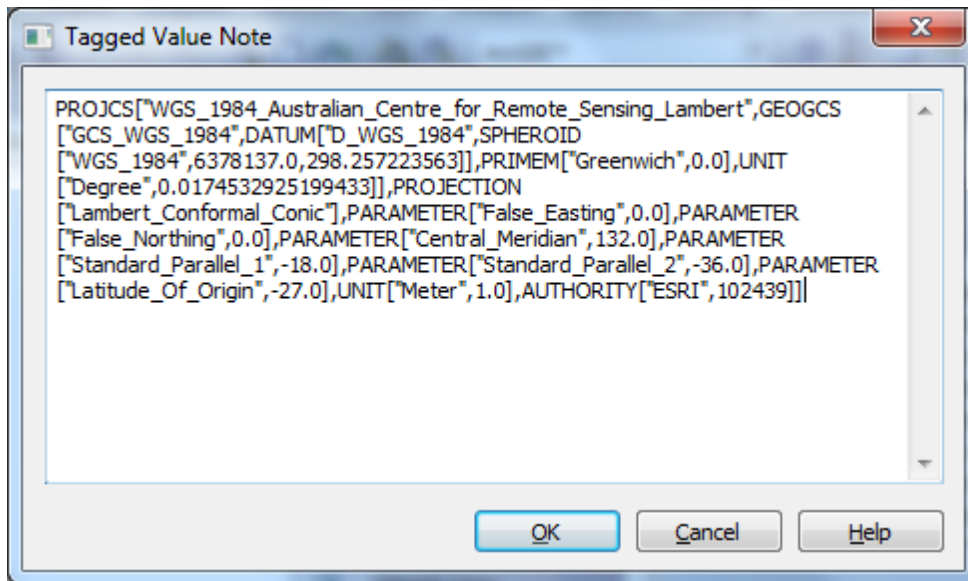 Tagged Value Note
PROJCS["WGS_1984_Australian_Centre_for_Remote_Sensing_Lambert",GEOGCS
["GCS_WGS_1984",DATUM["D_WGS_1984",SPHEROID
["WGS_1984",6378137.0,298.257223563]],PRIMEM["Greenwich",0.0],UNIT
["Degree",0.0174532925199433]],PROJECTION
["Lambert_Conformal_Conic"],PARAMETER["False_Easting",0.0],PARAMETER
["False_Northing",0.0],PARAMETER["Central_Meridian",132.0],PARAMETER
["Standard_Parallel_1",-18.0],PARAMETER["Standard_Parallel_2",-36.0],PARAMETER
["Latitude_Of_Origin",-27.0],UNIT["Meter",1.0],AUTHORITY["ESRI",102439]]
OK Cancel Help